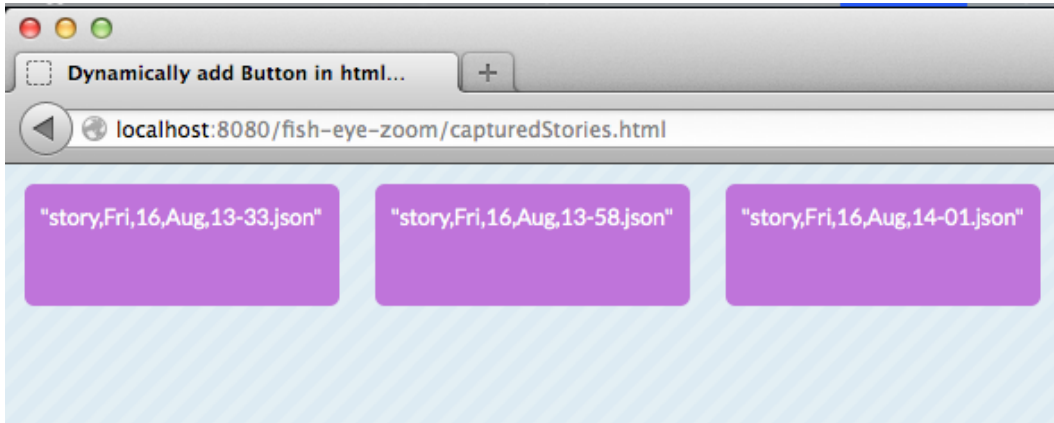 Dynamically add Button in html...
localhost:8080/fish-eye-zoom/capturedStories.html
"story,Fri,16,Aug,13-33.json" "story,Fri,16,Aug,13-58.json" "story,Fri,16,Aug,14-01.json"